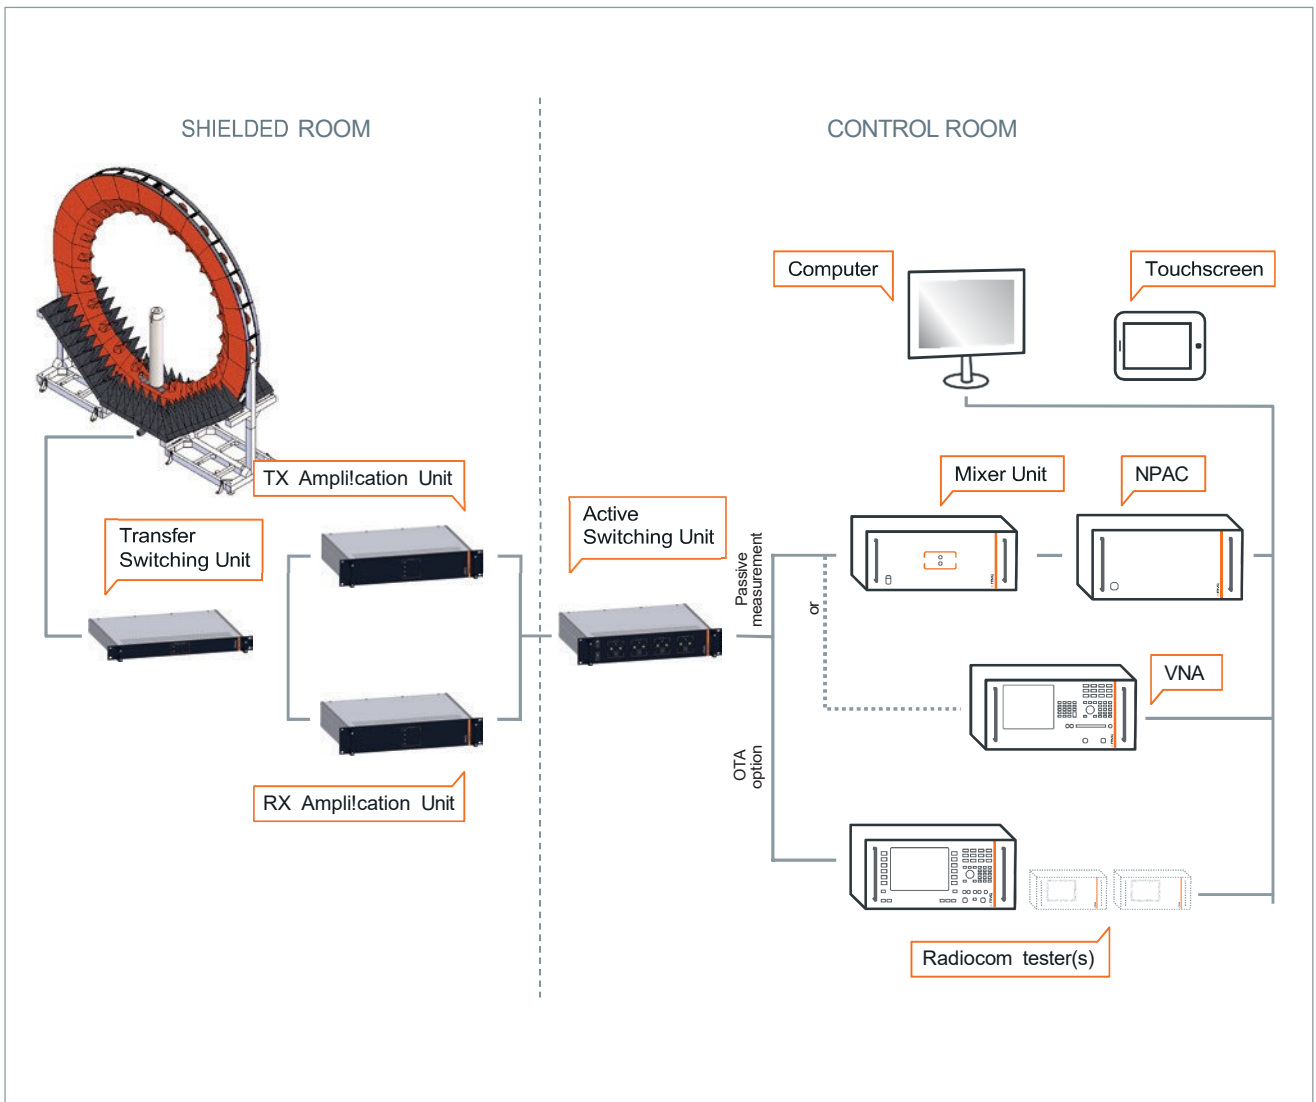 SHIELDED ROOM
CONTROL ROOM
Computer
Touchscreen
TX Ampli!cation Unit
Mixer Unit
NPAC
Transfer
Switching Unit
Active
Switching Unit
Passive
measurement
or
VNA
OTA
option
RX Ampli!cation Unit
Radiocom tester(s)